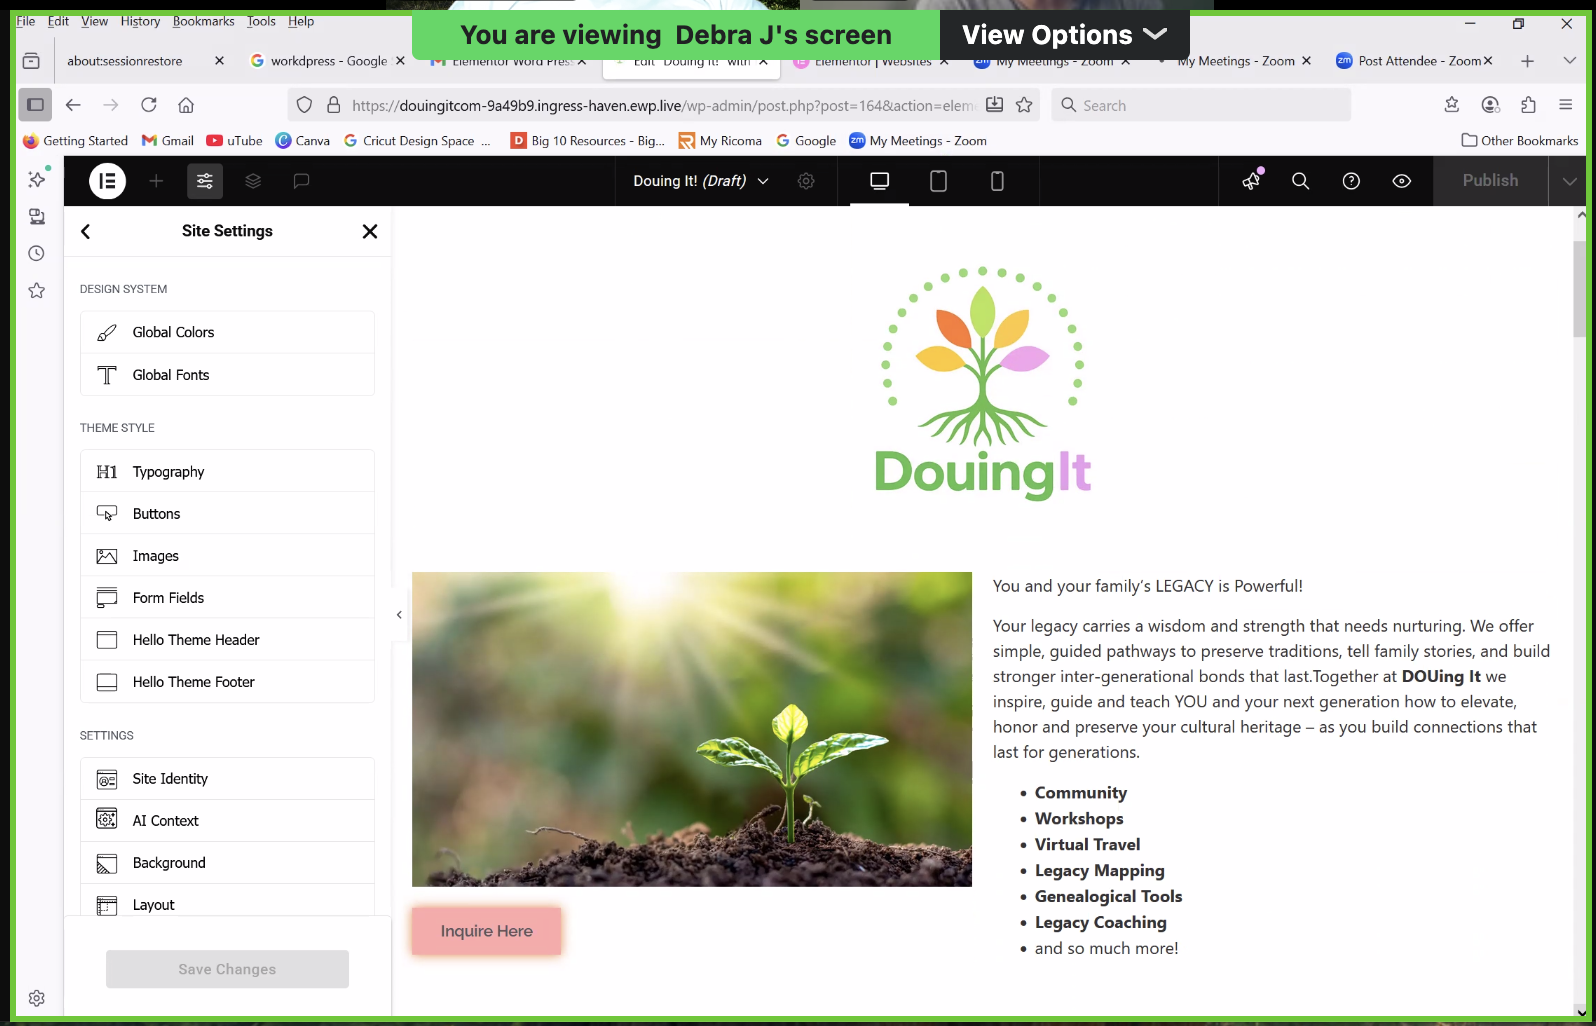 You are viewing Debra J's screen
View Options
File Edit View History Bookmarks Tools Help
about:sessionrestore
workdpress - Google
Elementor Word Press
Edit "Douing It!" with
Elementor | Websites
My Meetings - Zoom
My Meetings - Zoom
Post Attendee - Zoom
https://douingitcom-9a49b9.ingress-haven.ewp.live/wp-admin/post.php?post=164&action=elem
Search
Getting Started
Gmail
uTube
Canva
Cricut Design Space ...
Big 10 Resources - Big...
My Ricoma
Google
My Meetings - Zoom
Other Bookmarks
Douing It! (Draft)
Publish
Site Settings
DESIGN SYSTEM
Global Colors
Global Fonts
THEME STYLE
H1 Typography
Buttons
Images
Form Fields
Hello Theme Header
Hello Theme Footer
SETTINGS
Site Identity
AI Context
Background
Layout
Save Changes
DouingIt
Inquire Here
You and your family's LEGACY is Powerful!
Your legacy carries a wisdom and strength that needs nurturing. We offer
simple, guided pathways to preserve traditions, tell family stories, and build
stronger inter-generational bonds that last.Together at DOUing It we
inspire, guide and teach YOU and your next generation how to elevate,
honor and preserve your cultural heritage – as you build connections that
last for generations.
• Community
• Workshops
• Virtual Travel
• Legacy Mapping
• Genealogical Tools
• Legacy Coaching
• and so much more!